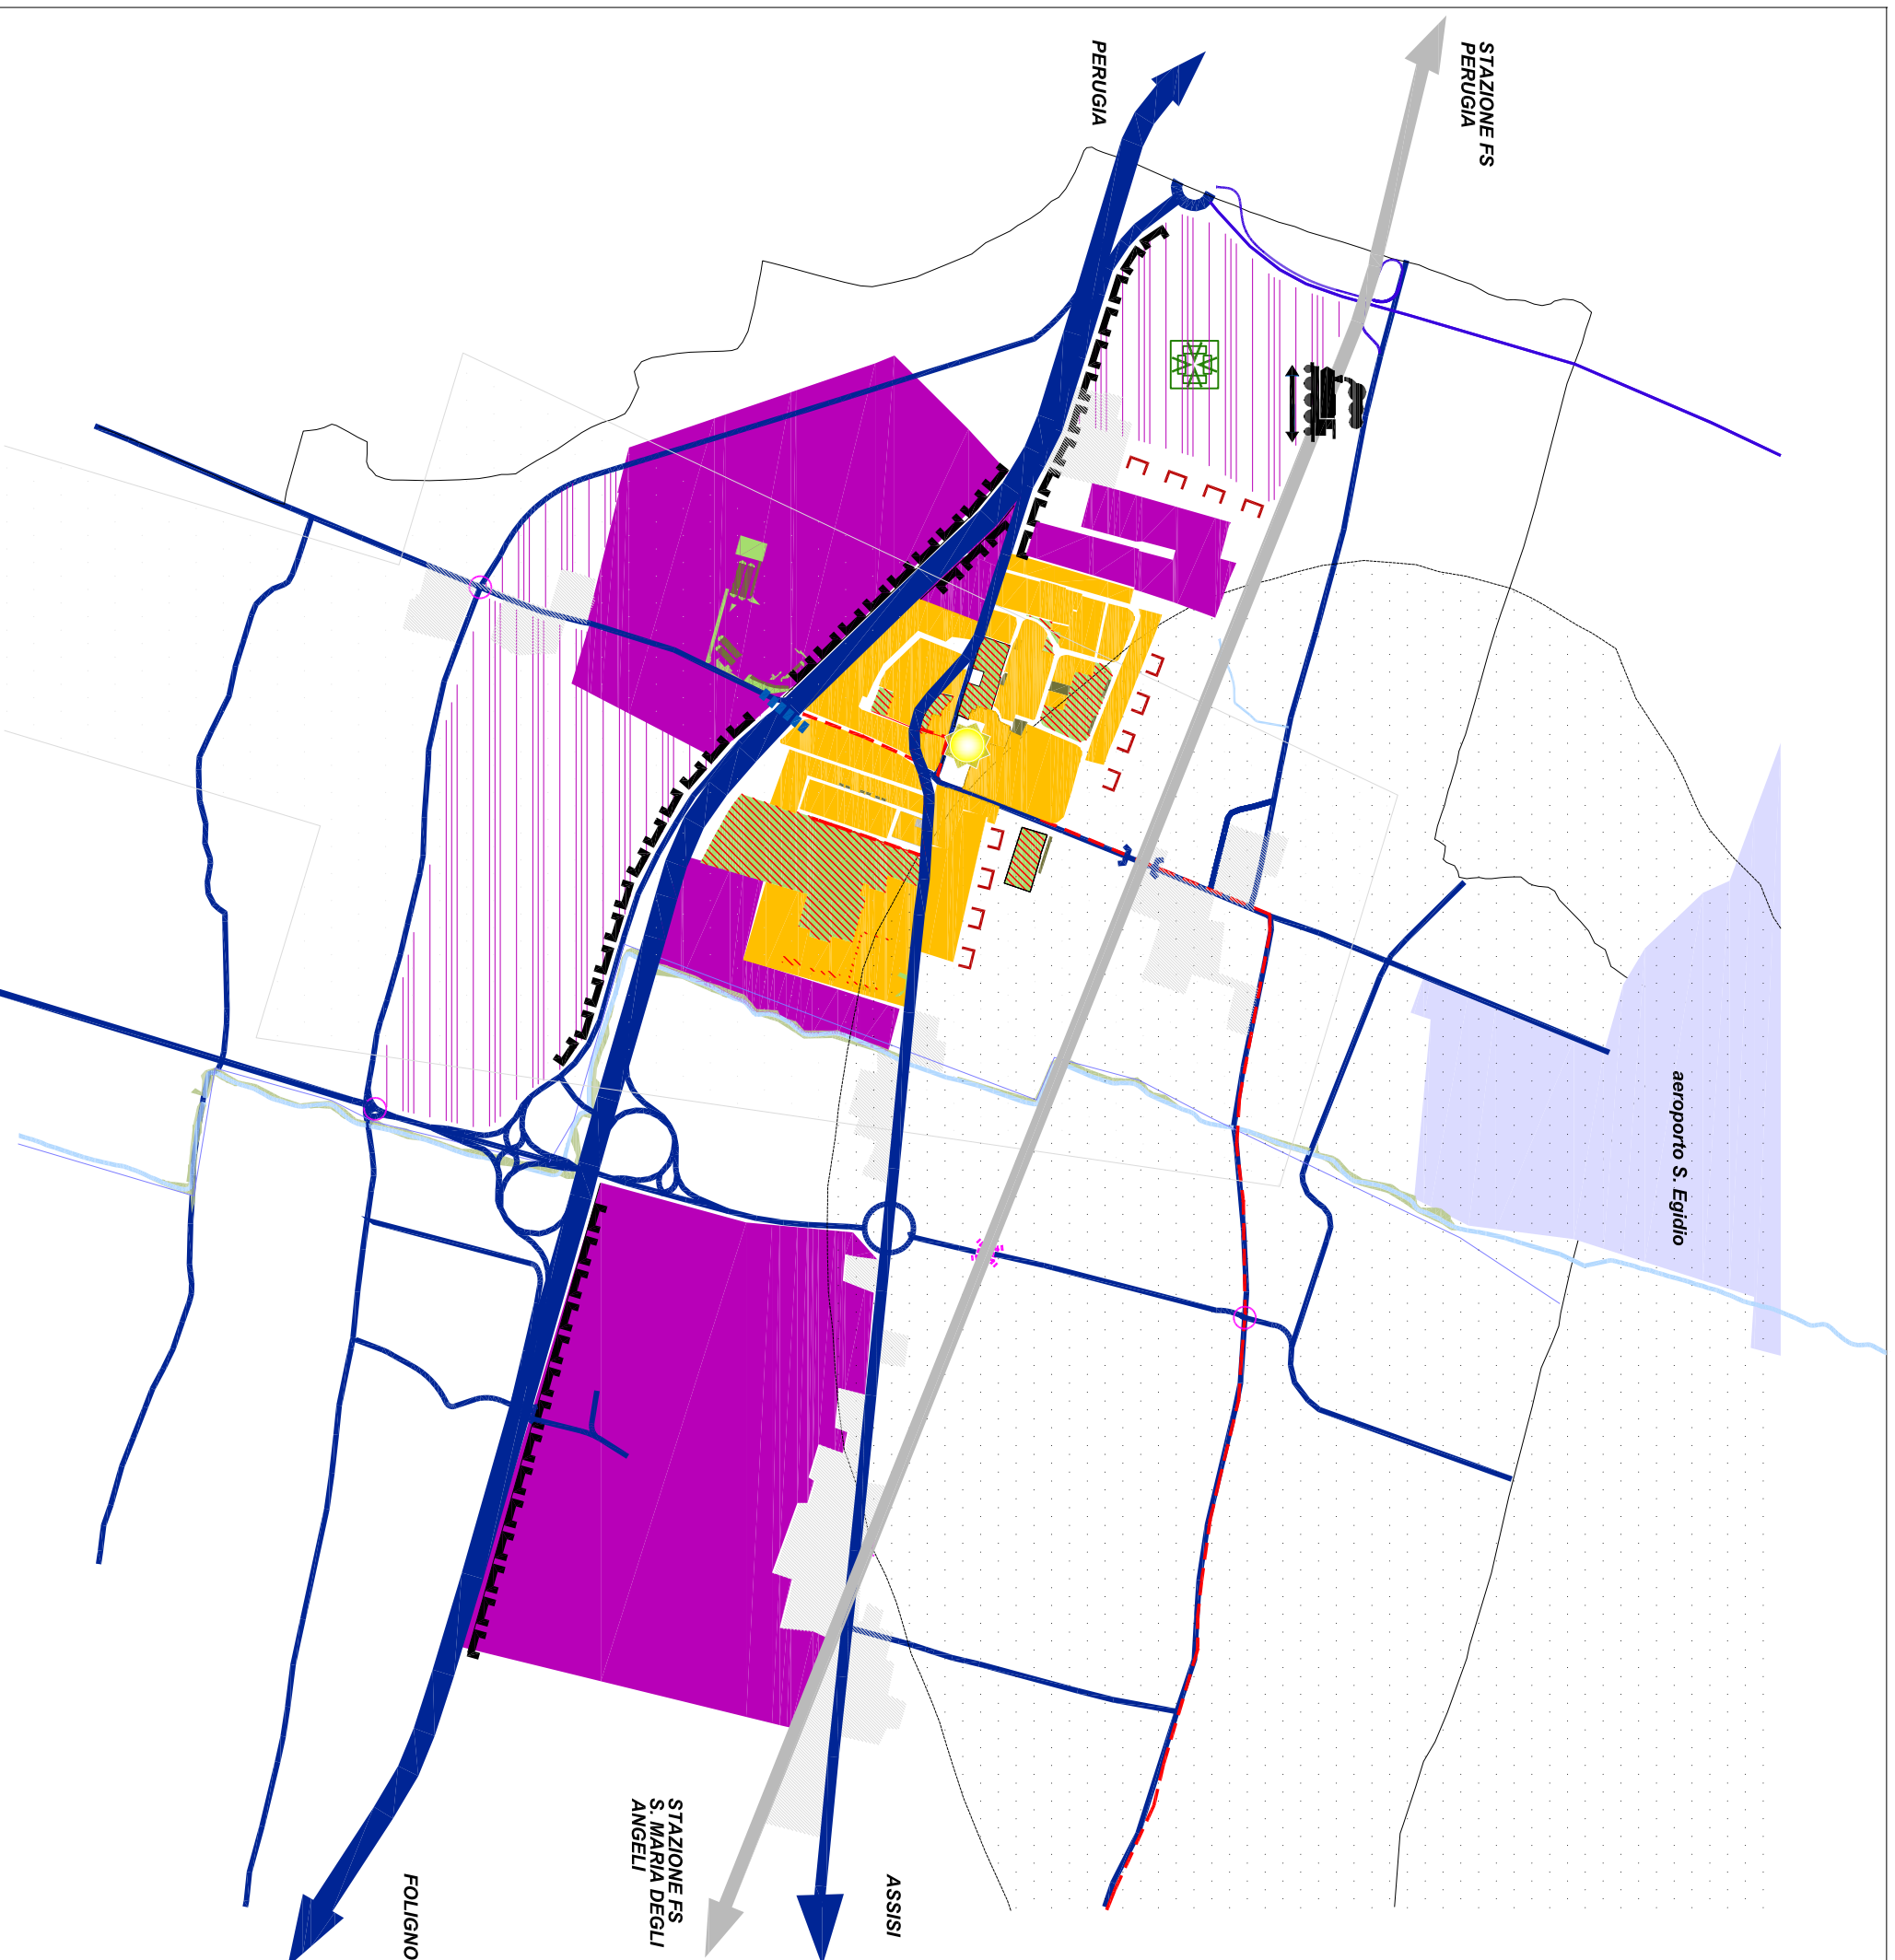 STAZIONE FS
PERUGIA
PERUGIA
aeroporto S. Egidio
STAZIONE FS
S. MARIA DEGLI
ANGELI
ASSISI
FOLIGNO